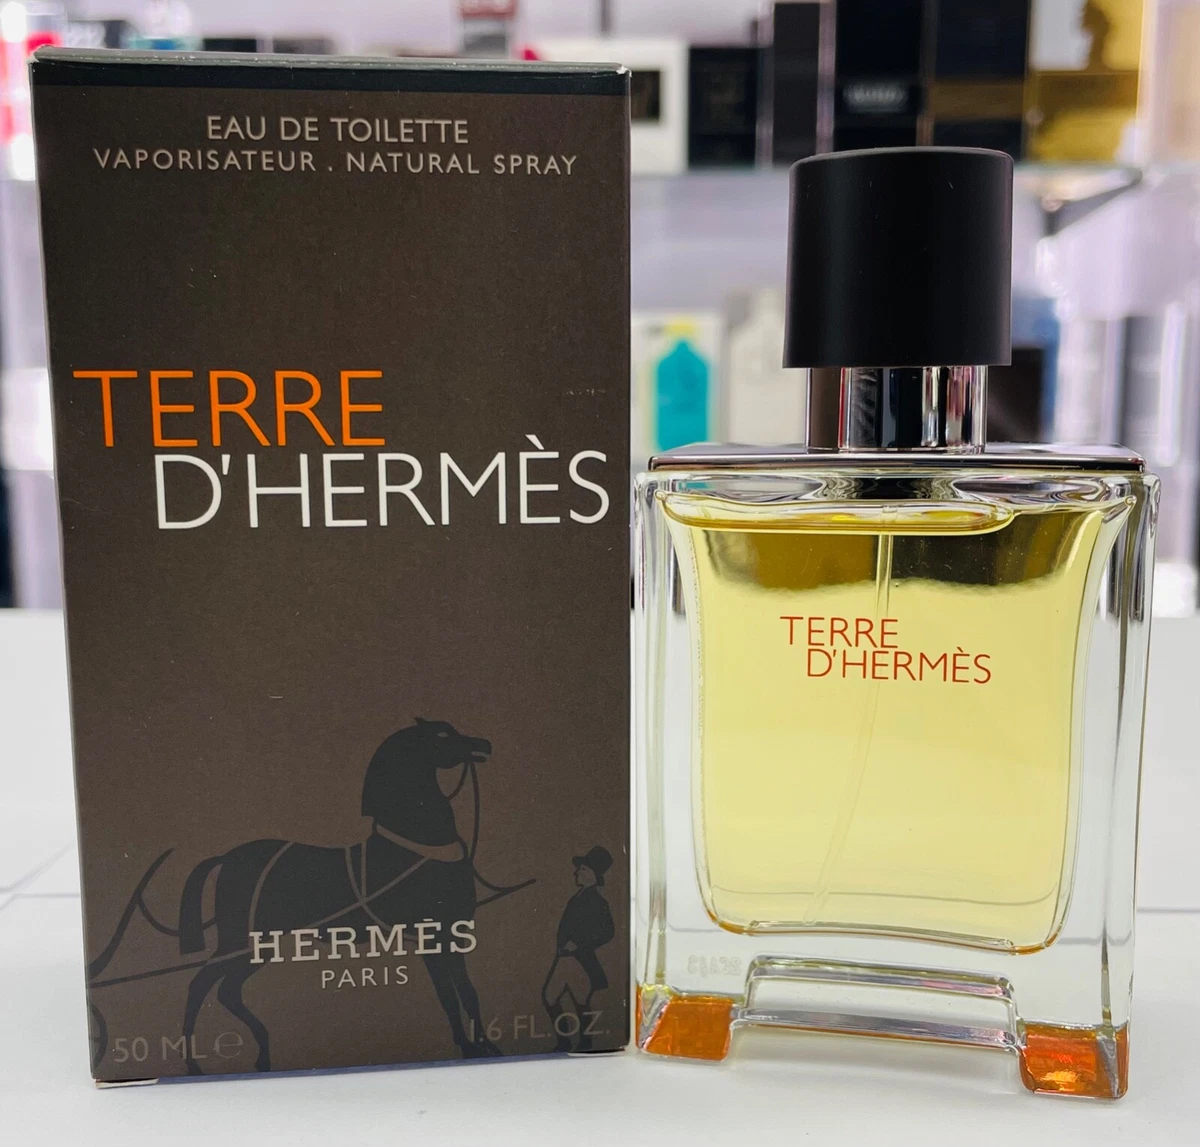 EAU DE TOILETTE
VAPORISATEUR . NATURAL SPRAY
TERRE
D'HERMÈS
HERMÈS
PARIS
50 ML e
1.6 FL.OZ.
TERRE
D'HERMÈS